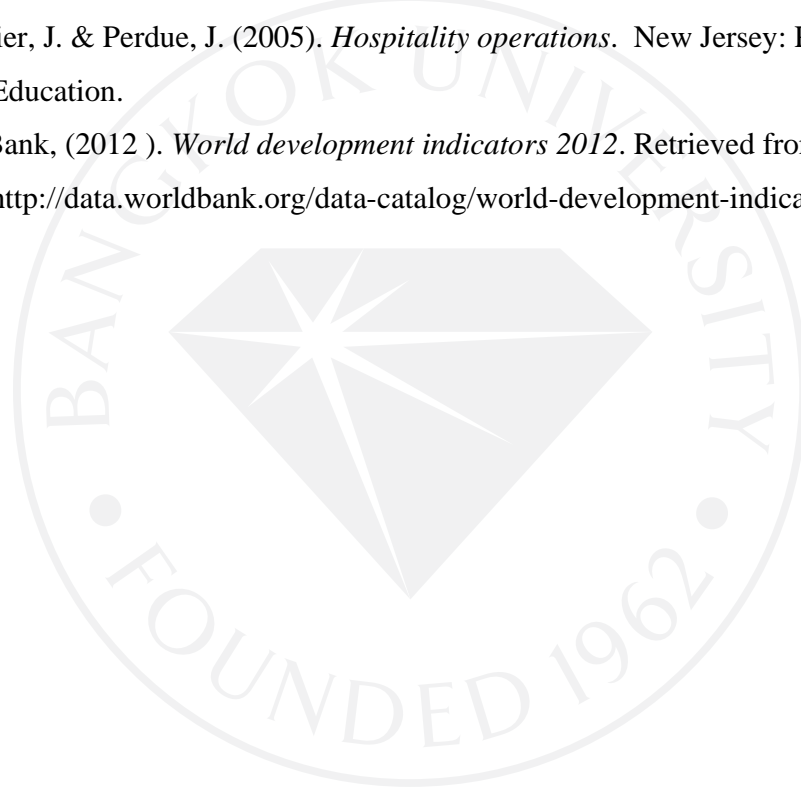 ier, J. & Perdue, J. (2005). Hospitality operations. New Jersey:
Education.
Bank, (2012 ). World development indicators 2012. Retrieved
http://data.worldbank.org/data-catalog/world-development-indica
BANGKOK UNIVERSITY
FOUNDED 1962